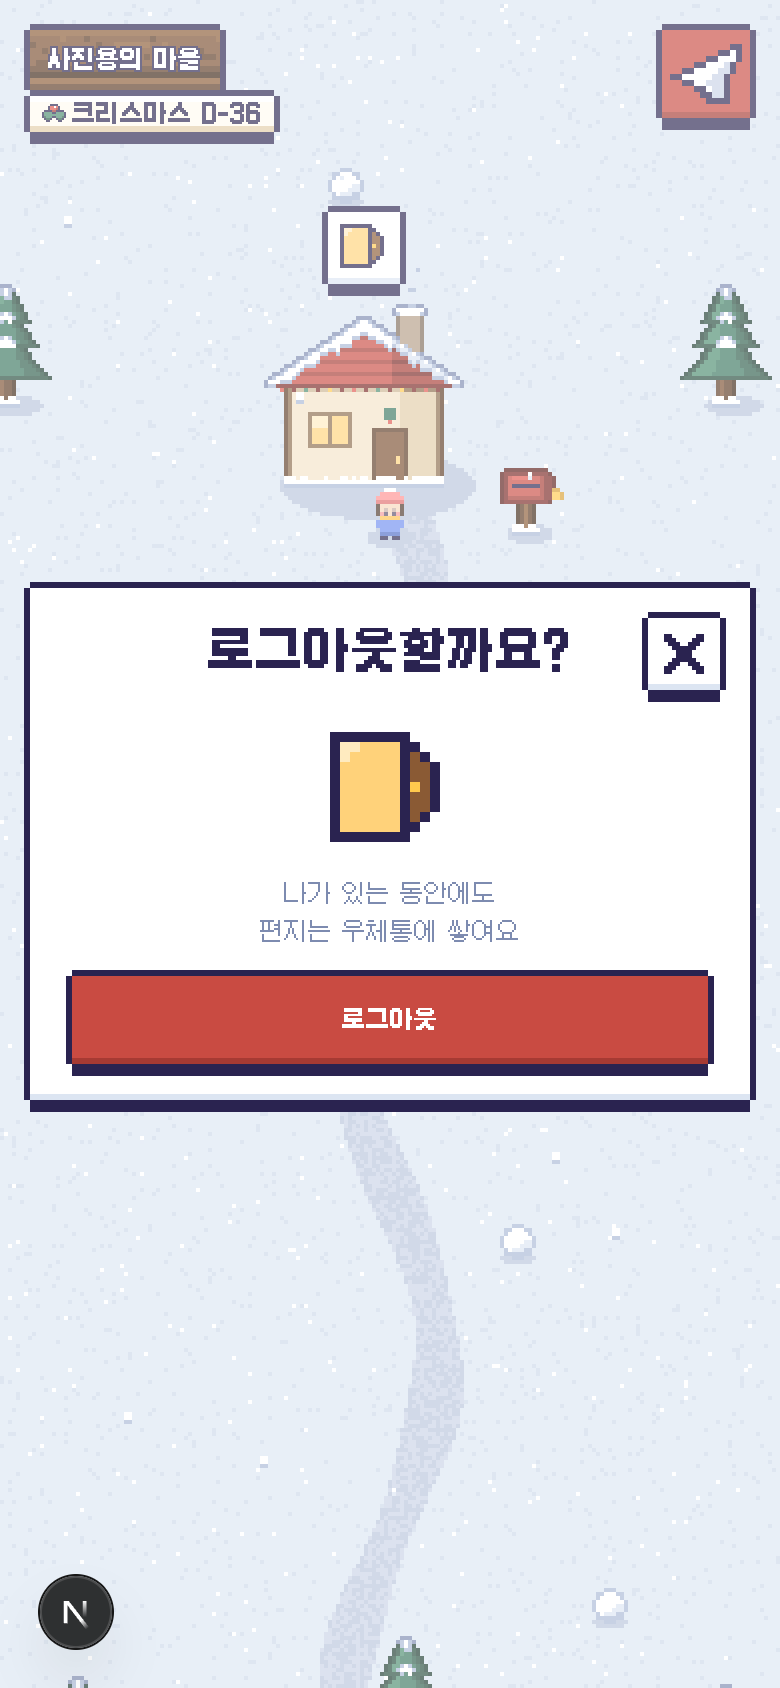 사진용의 마을
크리스마스 D-36
로그아웃할까요?
나가 있는 동안에도
편지는 우체통에 쌓여요
로그아웃
N